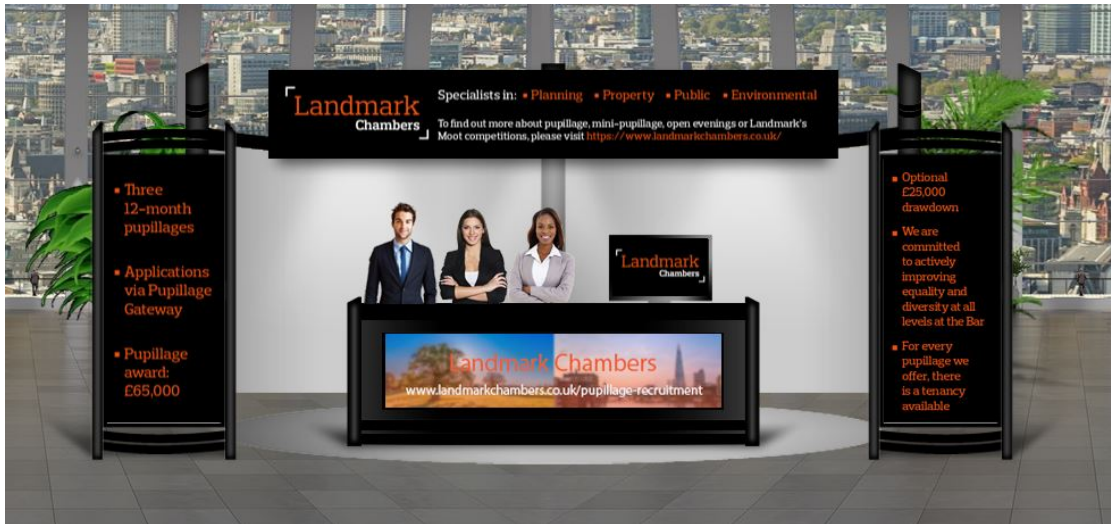 Landmark
Chambers
Specialists in: ▪ Planning ▪ Property ▪ Public ▪ Environmental
To find out more about pupillage, mini-pupillage, open evenings or Landmark's
Moot competitions, please visit https://www.landmarkchambers.co.uk/
▪ Three
12-month
pupillages
▪ Applications
via Pupillage
Gateway
▪ Pupillage
award:
£65,000
Landmark
Chambers
Landmark Chambers
www.landmarkchambers.co.uk/pupillage-recruitment
▪ Optional
£25,000
drawdown
▪ We are
committed
to actively
improving
equality and
diversity at all
levels at the Bar
▪ For every
pupillage we
offer, there
is a tenancy
available